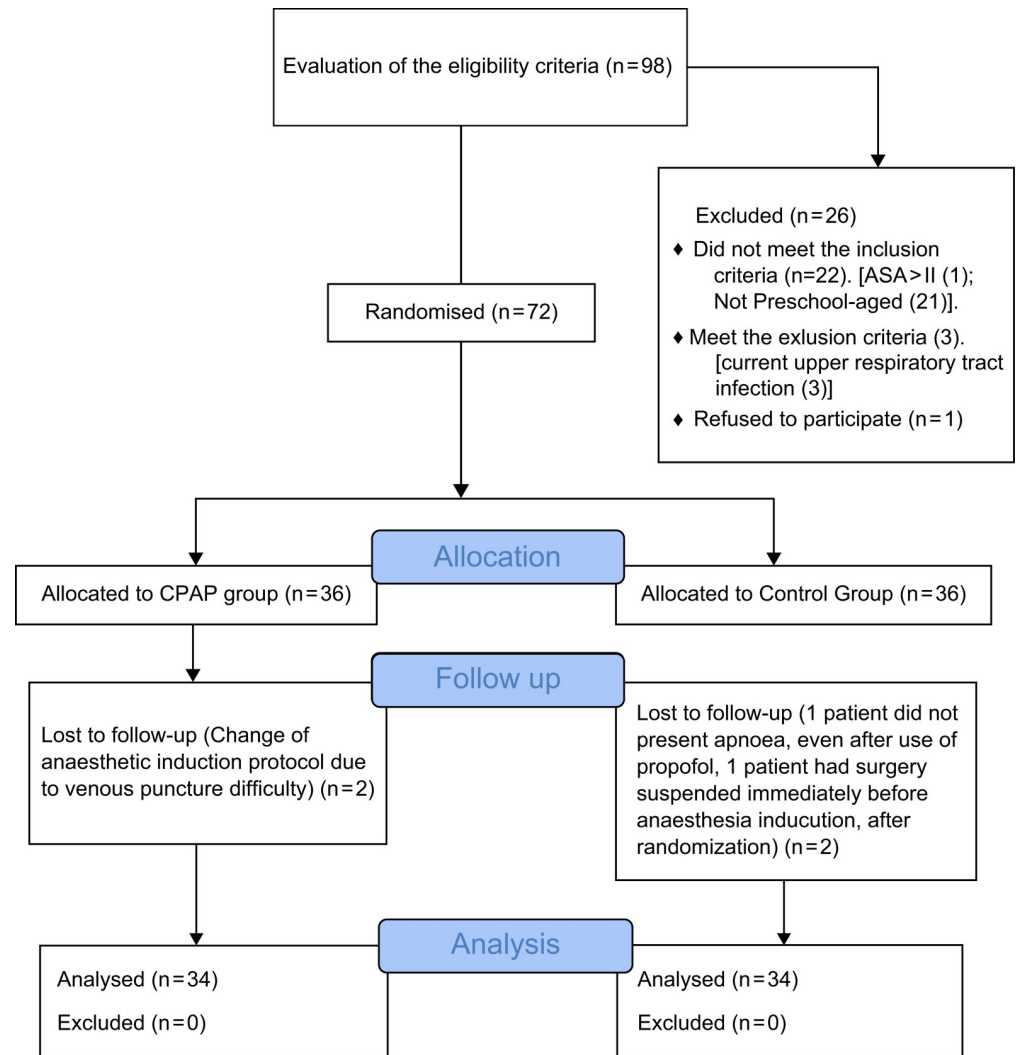 Evaluation of the eligibility criteria (n=98)
Excluded (n=26)
♦ Did not meet the inclusion
criteria (n=22). [ASA>II (1);
Not Preschool-aged (21)].
♦ Meet the exlusion criteria (3).
[current upper respiratory tract
infection (3)]
♦ Refused to participate (n=1)
Randomised (n=72)
Allocation
Allocated to CPAP group (n=36)
Allocated to Control Group (n=36)
Follow up
Lost to follow-up (Change of
anaesthetic induction protocol due
to venous puncture difficulty) (n=2)
Lost to follow-up (1 patient did not
present apnoea, even after use of
propofol, 1 patient had surgery
suspended immediately before
anaesthesia inducution, after
randomization) (n=2)
Analysis
Analysed (n=34)
Excluded (n=0)
Analysed (n=34)
Excluded (n=0)